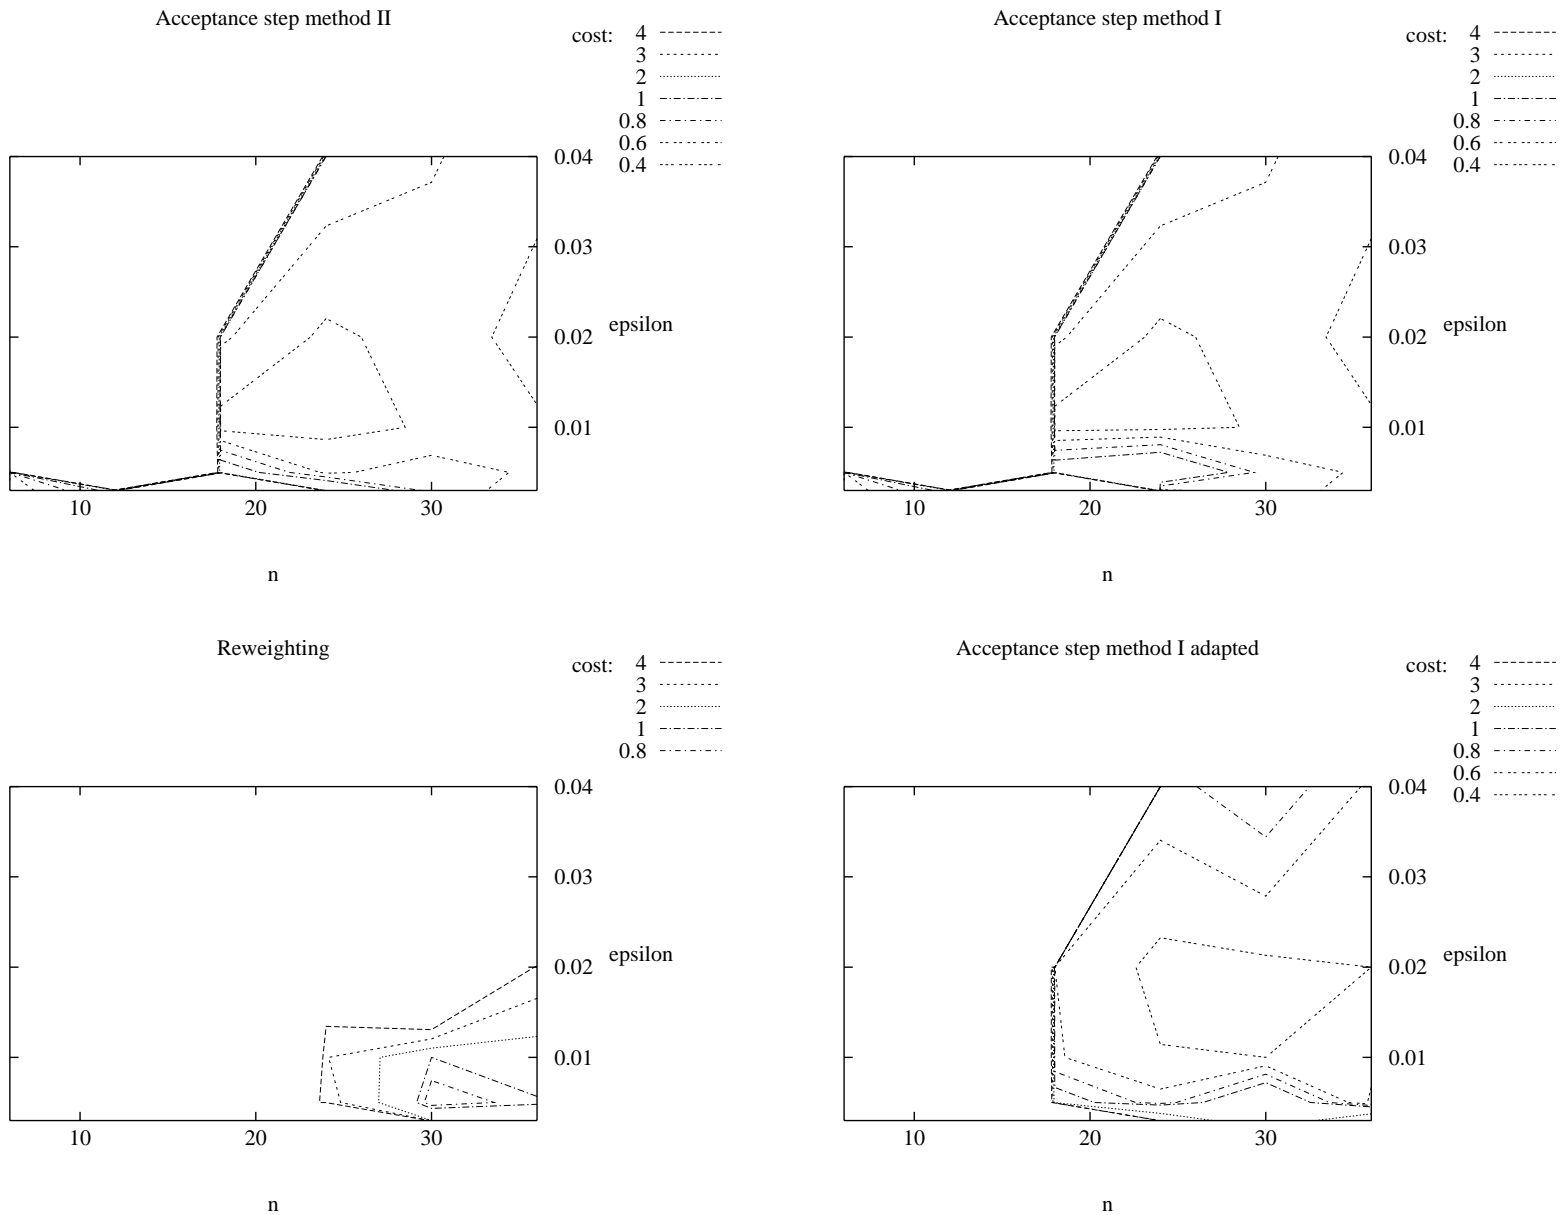 Acceptance step method II
cost: 4
3
2
1
0.8
0.6
0.4
0.04
0.03
epsilon
0.02
0.01
10 20 30
n
Acceptance step method I
cost: 4
3
2
1
0.8
0.6
0.4
0.04
0.03
epsilon
0.02
0.01
10 20 30
n
Reweighting
cost: 4
3
2
1
0.8
0.04
0.03
epsilon
0.02
0.01
10 20 30
n
Acceptance step method I adapted
cost: 4
3
2
1
0.8
0.6
0.4
0.04
0.03
epsilon
0.02
0.01
10 20 30
n